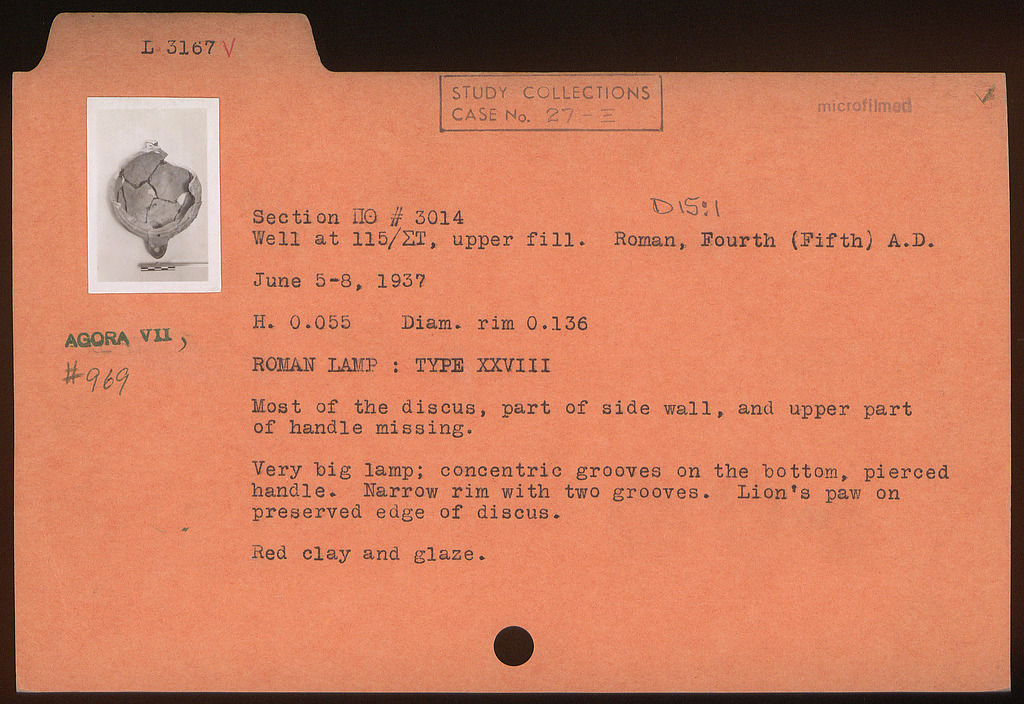 L 3167 V
STUDY COLLECTIONS
CASE No. 27-Ξ
microfilmed
D15:1
Section ΠΘ # 3014
Well at 115/ΣΤ, upper fill. Roman, Fourth (Fifth) A.D.
June 5-8, 1937
H. 0.055 Diam. rim 0.136
AGORA VII,
#969
ROMAN LAMP : TYPE XXVIII
Most of the discus, part of side wall, and upper part
of handle missing.
Very big lamp; concentric grooves on the bottom, pierced
handle. Narrow rim with two grooves. Lion's paw on
preserved edge of discus.
Red clay and glaze.